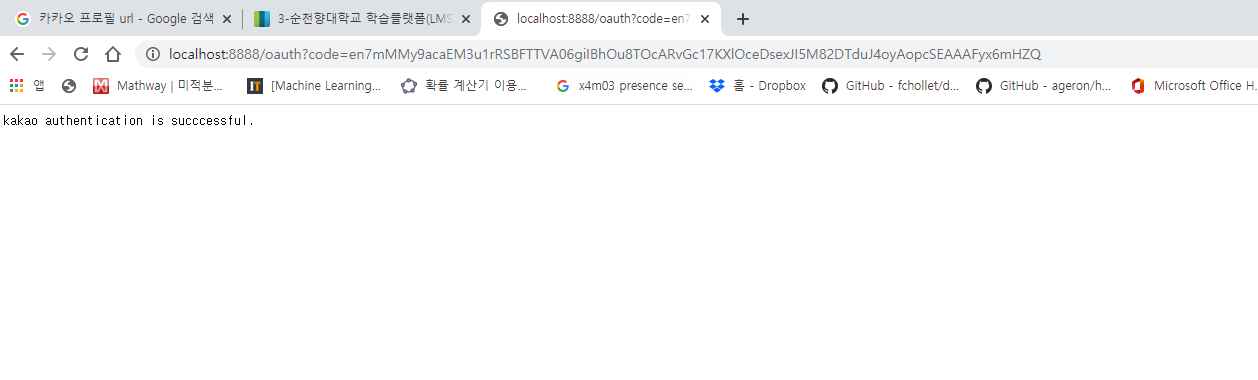 카카오 프로필 url - Google 검색
3-순천향대학교 학습플랫폼(LMS
localhost:8888/oauth?code=en7
localhost:8888/oauth?code=en7mMMy9acaEM3u1rRSBFTTVA06giIBhOu8TOcARvGc17KXlOceDsexJI5M82DTduJ4oyAopcSEAAAFyx6mHZQ
앱
Mathway | 미적분...
[Machine Learning...
확률 계산기 이용...
x4m03 presence se...
홈 - Dropbox
GitHub - fchollet/d...
GitHub - ageron/h...
Microsoft Office H.
kakao authentication is succcessful.